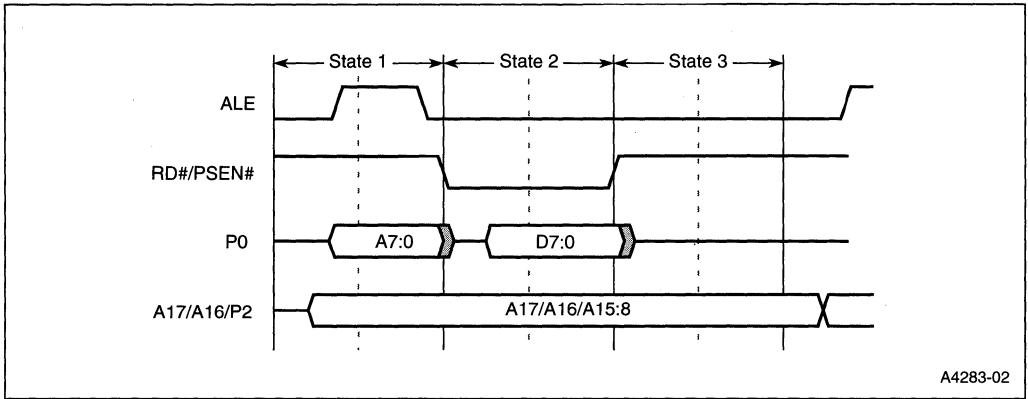 State 1 State 2 State 3
ALE
RD#/PSEN#
P0 A7:0 D7:0
A17/A16/P2 A17/A16/A15:8
A4283-02